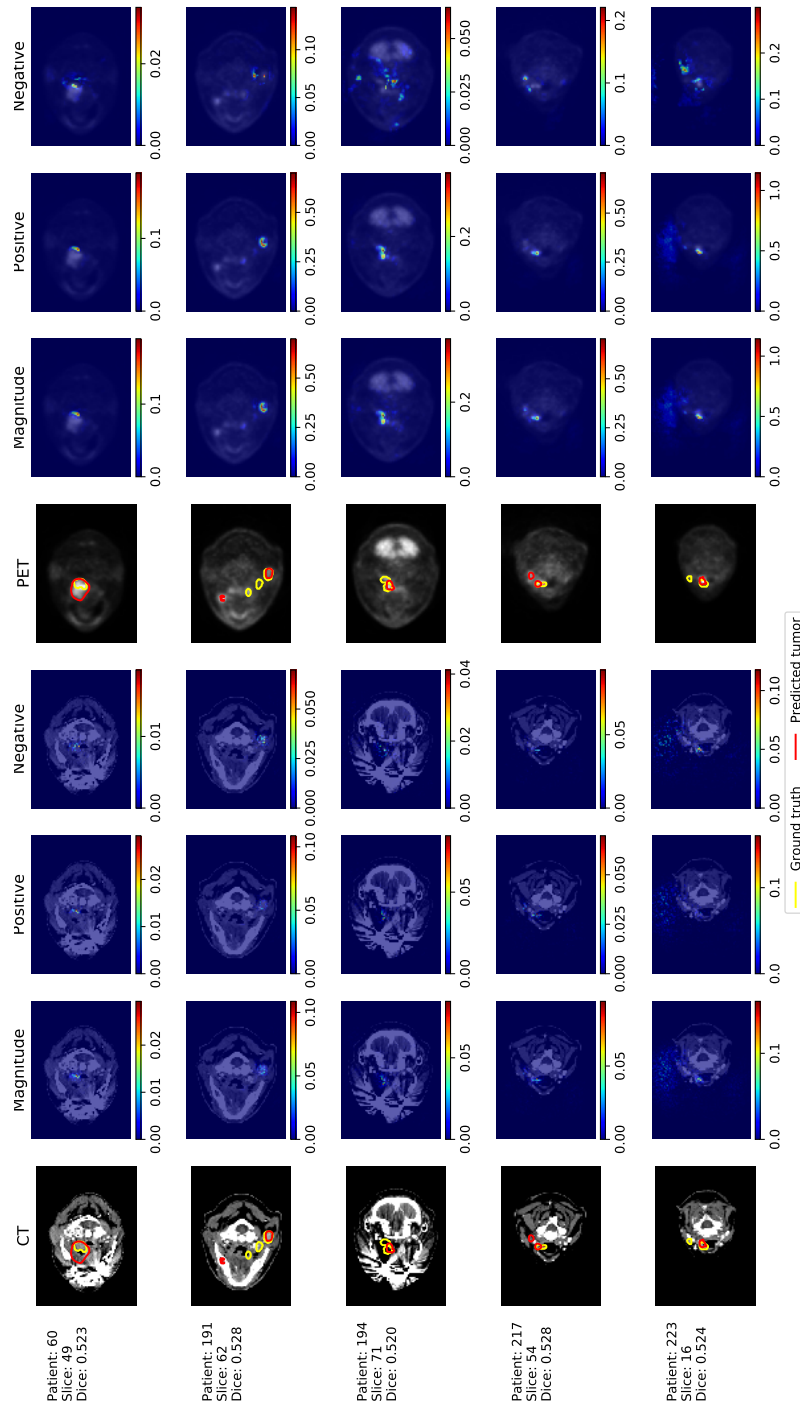 CT
Magnitude
Positive
Negative
PET
Magnitude
Positive
Negative
Patient: 60
Slice: 49
Dice: 0.523
0.00 0.01 0.02
0.00 0.01 0.02
0.00 0.01
0.0 0.1
0.0 0.1
0.00 0.02
Patient: 191
Slice: 62
Dice: 0.528
0.00 0.05 0.10
0.00 0.05 0.10
0.000 0.025 0.050
0.00 0.25 0.50
0.00 0.25 0.50
0.00 0.05 0.10
Patient: 194
Slice: 71
Dice: 0.520
0.00 0.05
0.00 0.05
0.00 0.02 0.04
0.0 0.2
0.0 0.2
0.000 0.025 0.050
Patient: 217
Slice: 54
Dice: 0.528
0.00 0.05
0.000 0.025 0.050
0.00 0.05
0.00 0.25 0.50
0.00 0.25 0.50
0.0 0.1 0.2
Patient: 223
Slice: 16
Dice: 0.524
0.0 0.1
0.0 0.1
0.00 0.05 0.10
0.0 0.5 1.0
0.0 0.5 1.0
0.0 0.1 0.2
Ground truth
Predicted tumor